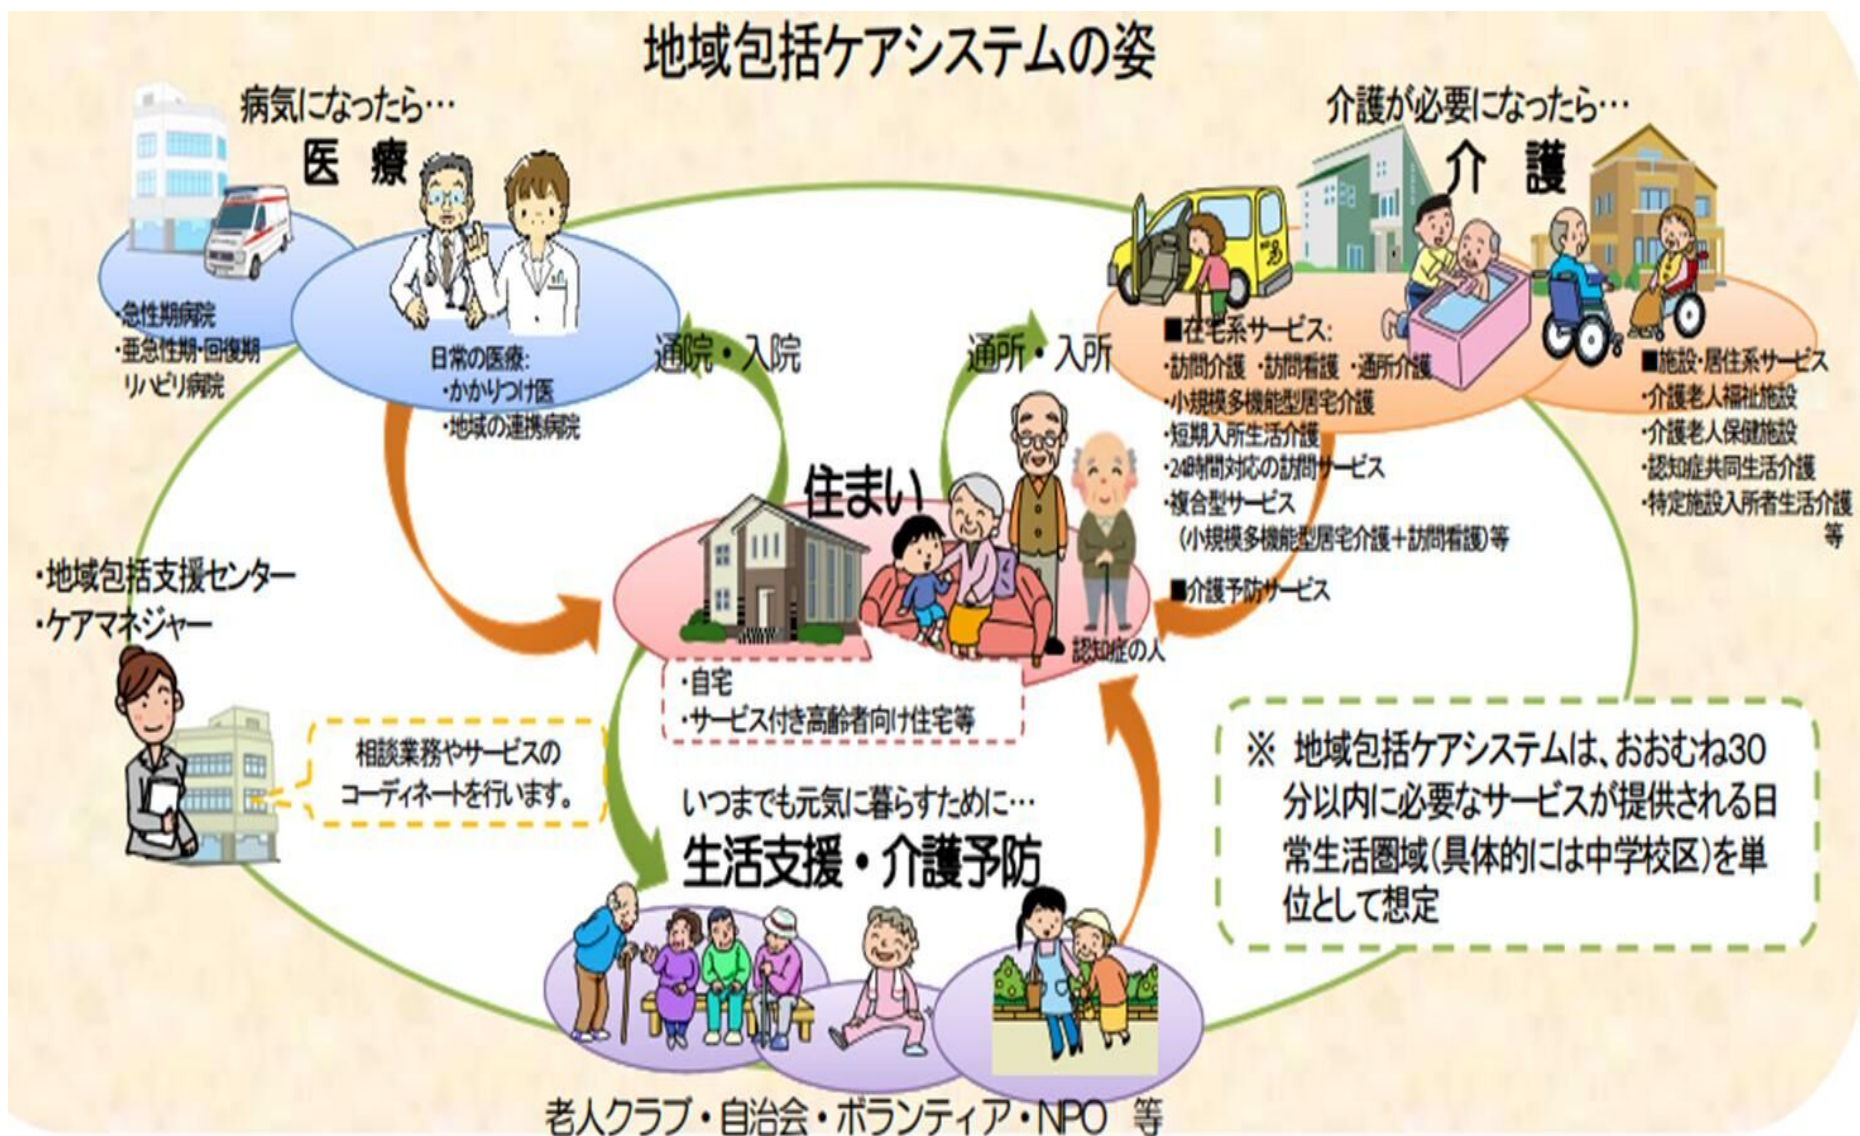 地域包括ケアシステムの姿
病気になったら…
医 療
・急性期病院
・亜急性期・回復期
リハビリ病院
日常の医療:
・かかりつけ医
・地域の連携病院
通院・入院
通所・入所
介護が必要になったら…
介 護
■在宅系サービス:
・訪問介護 ・訪問看護 ・通所介護
・小規模多機能型居宅介護
・短期入所生活介護
・24時間対応の訪問サービス
・複合型サービス
(小規模多機能型居宅介護+訪問看護)等
■介護予防サービス
■施設・居住系サービス
・介護老人福祉施設
・介護老人保健施設
・認知症共同生活介護
・特定施設入所者生活介護
等
住まい
認知症の人
・自宅
・サービス付き高齢者向け住宅等
・地域包括支援センター
・ケアマネジャー
相談業務やサービスの
コーディネートを行います。
いつまでも元気に暮らすために…
生活支援・介護予防
老人クラブ・自治会・ボランティア・NPO 等
※ 地域包括ケアシステムは、おおむね30
分以内に必要なサービスが提供される日
常生活圏域(具体的には中学校区)を単
位として想定